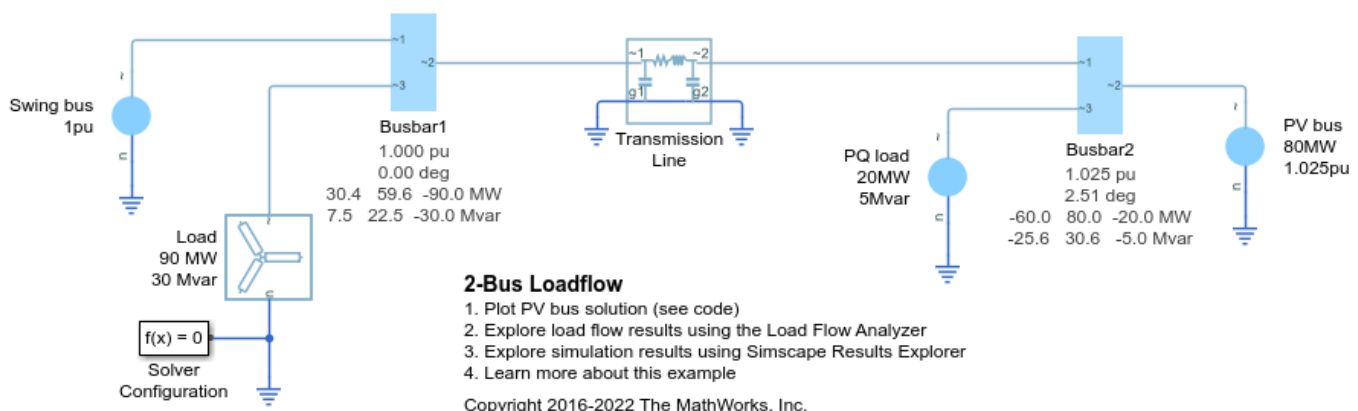 ~1
~2
~3
Busbar1
1.000 pu
0.00 deg
30.4 59.6 -90.0 MW
7.5 22.5 -30.0 Mvar
~
Swing bus
1pu
n
~
Load
90 MW
30 Mvar
n
f(x) = 0
Solver
Configuration
~1 ~2
g1 g2
Transmission
Line
~1
~2
~3
Busbar2
1.025 pu
2.51 deg
-60.0 80.0 -20.0 MW
-25.6 30.6 -5.0 Mvar
~
PQ load
20MW
5Mvar
n
~
PV bus
80MW
1.025pu
n
2-Bus Loadflow
1. Plot PV bus solution (see code)
2. Explore load flow results using the Load Flow Analyzer
3. Explore simulation results using Simscape Results Explorer
4. Learn more about this example
Copyright 2016-2022 The MathWorks, Inc.